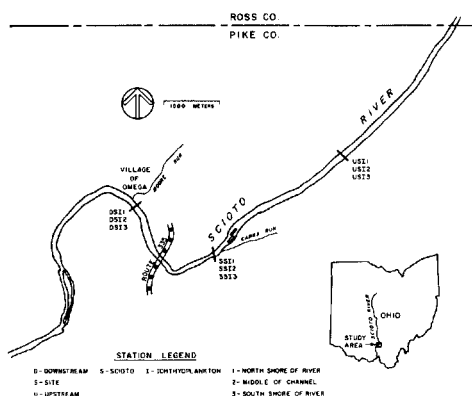 ROSS CO.
PIKE CO.
1000 METERS
RIVER
SCIOTO
VILLAGE
OF
OMEGA
RUN
DSI1
DSI2
DSI3
USI1
USI2
USI3
ROUTE 335
RUN
SSI1
SSI2
SSI3
SCIOTO RIVER
OHIO
STUDY
AREA
STATION LEGEND
D - DOWNSTREAM S - SCIOTO I - ICHTHYOPLANKTON 1 - NORTH SHORE OF RIVER
S - SITE 2 - MIDDLE OF CHANNEL
U - UPSTREAM 3 - SOUTH SHORE OF RIVER